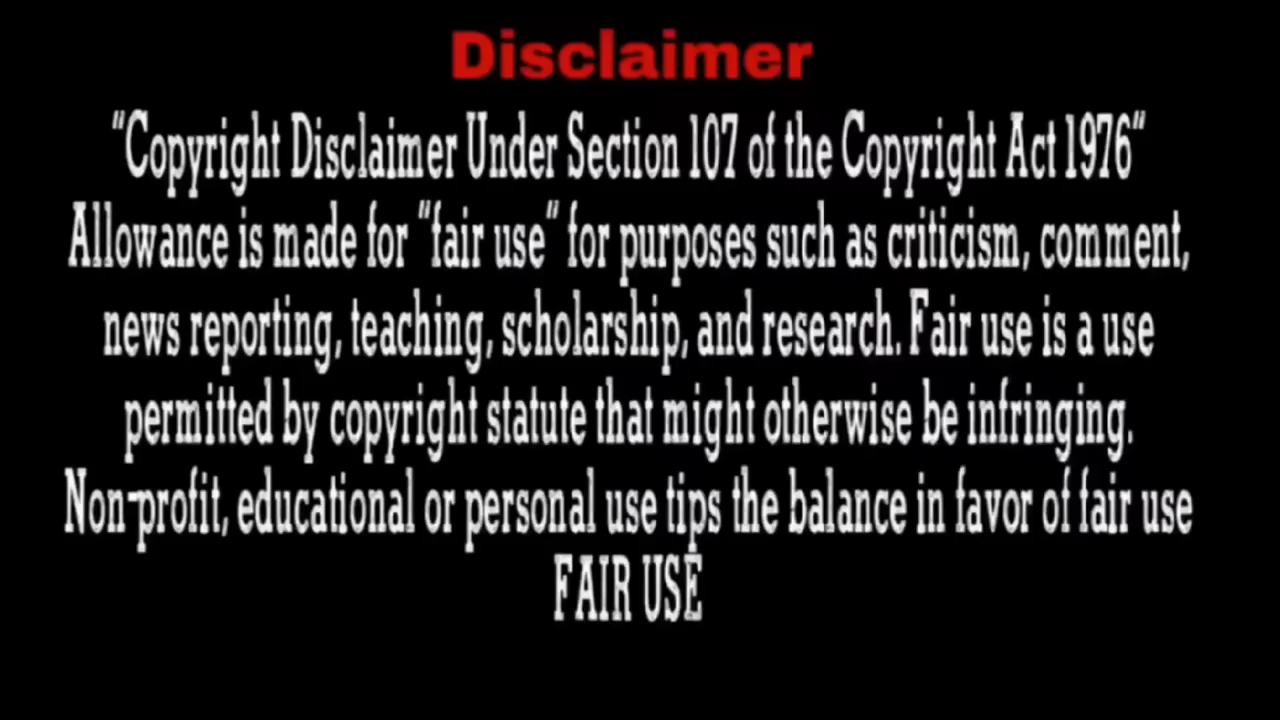 Disclaimer
"Copyright Disclaimer Under Section 107 of the Copyright Act 1976"
Allowance is made for "fair use" for purposes such as criticism, comment,
news reporting, teaching, scholarship, and research. Fair use is a use
permitted by copyright statute that might otherwise be infringing.
Non-profit, educational or personal use tips the balance in favor of fair use
FAIR USE